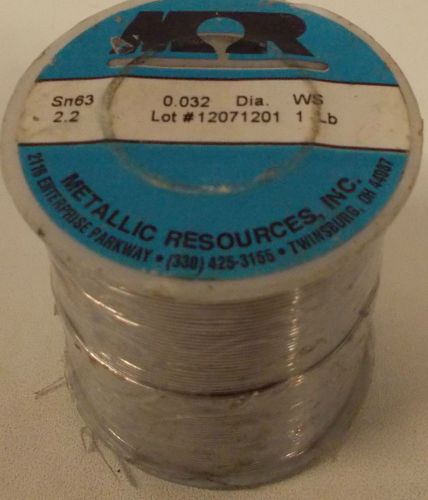 MR
Sn63 0.032 Dia. WS
2.2 Lot #12071201 1 Lb
METALLIC RESOURCES, INC.
2116 ENTERPRISE PARKWAY • (330) 425-3155 • TWINSBURG, OH 44087